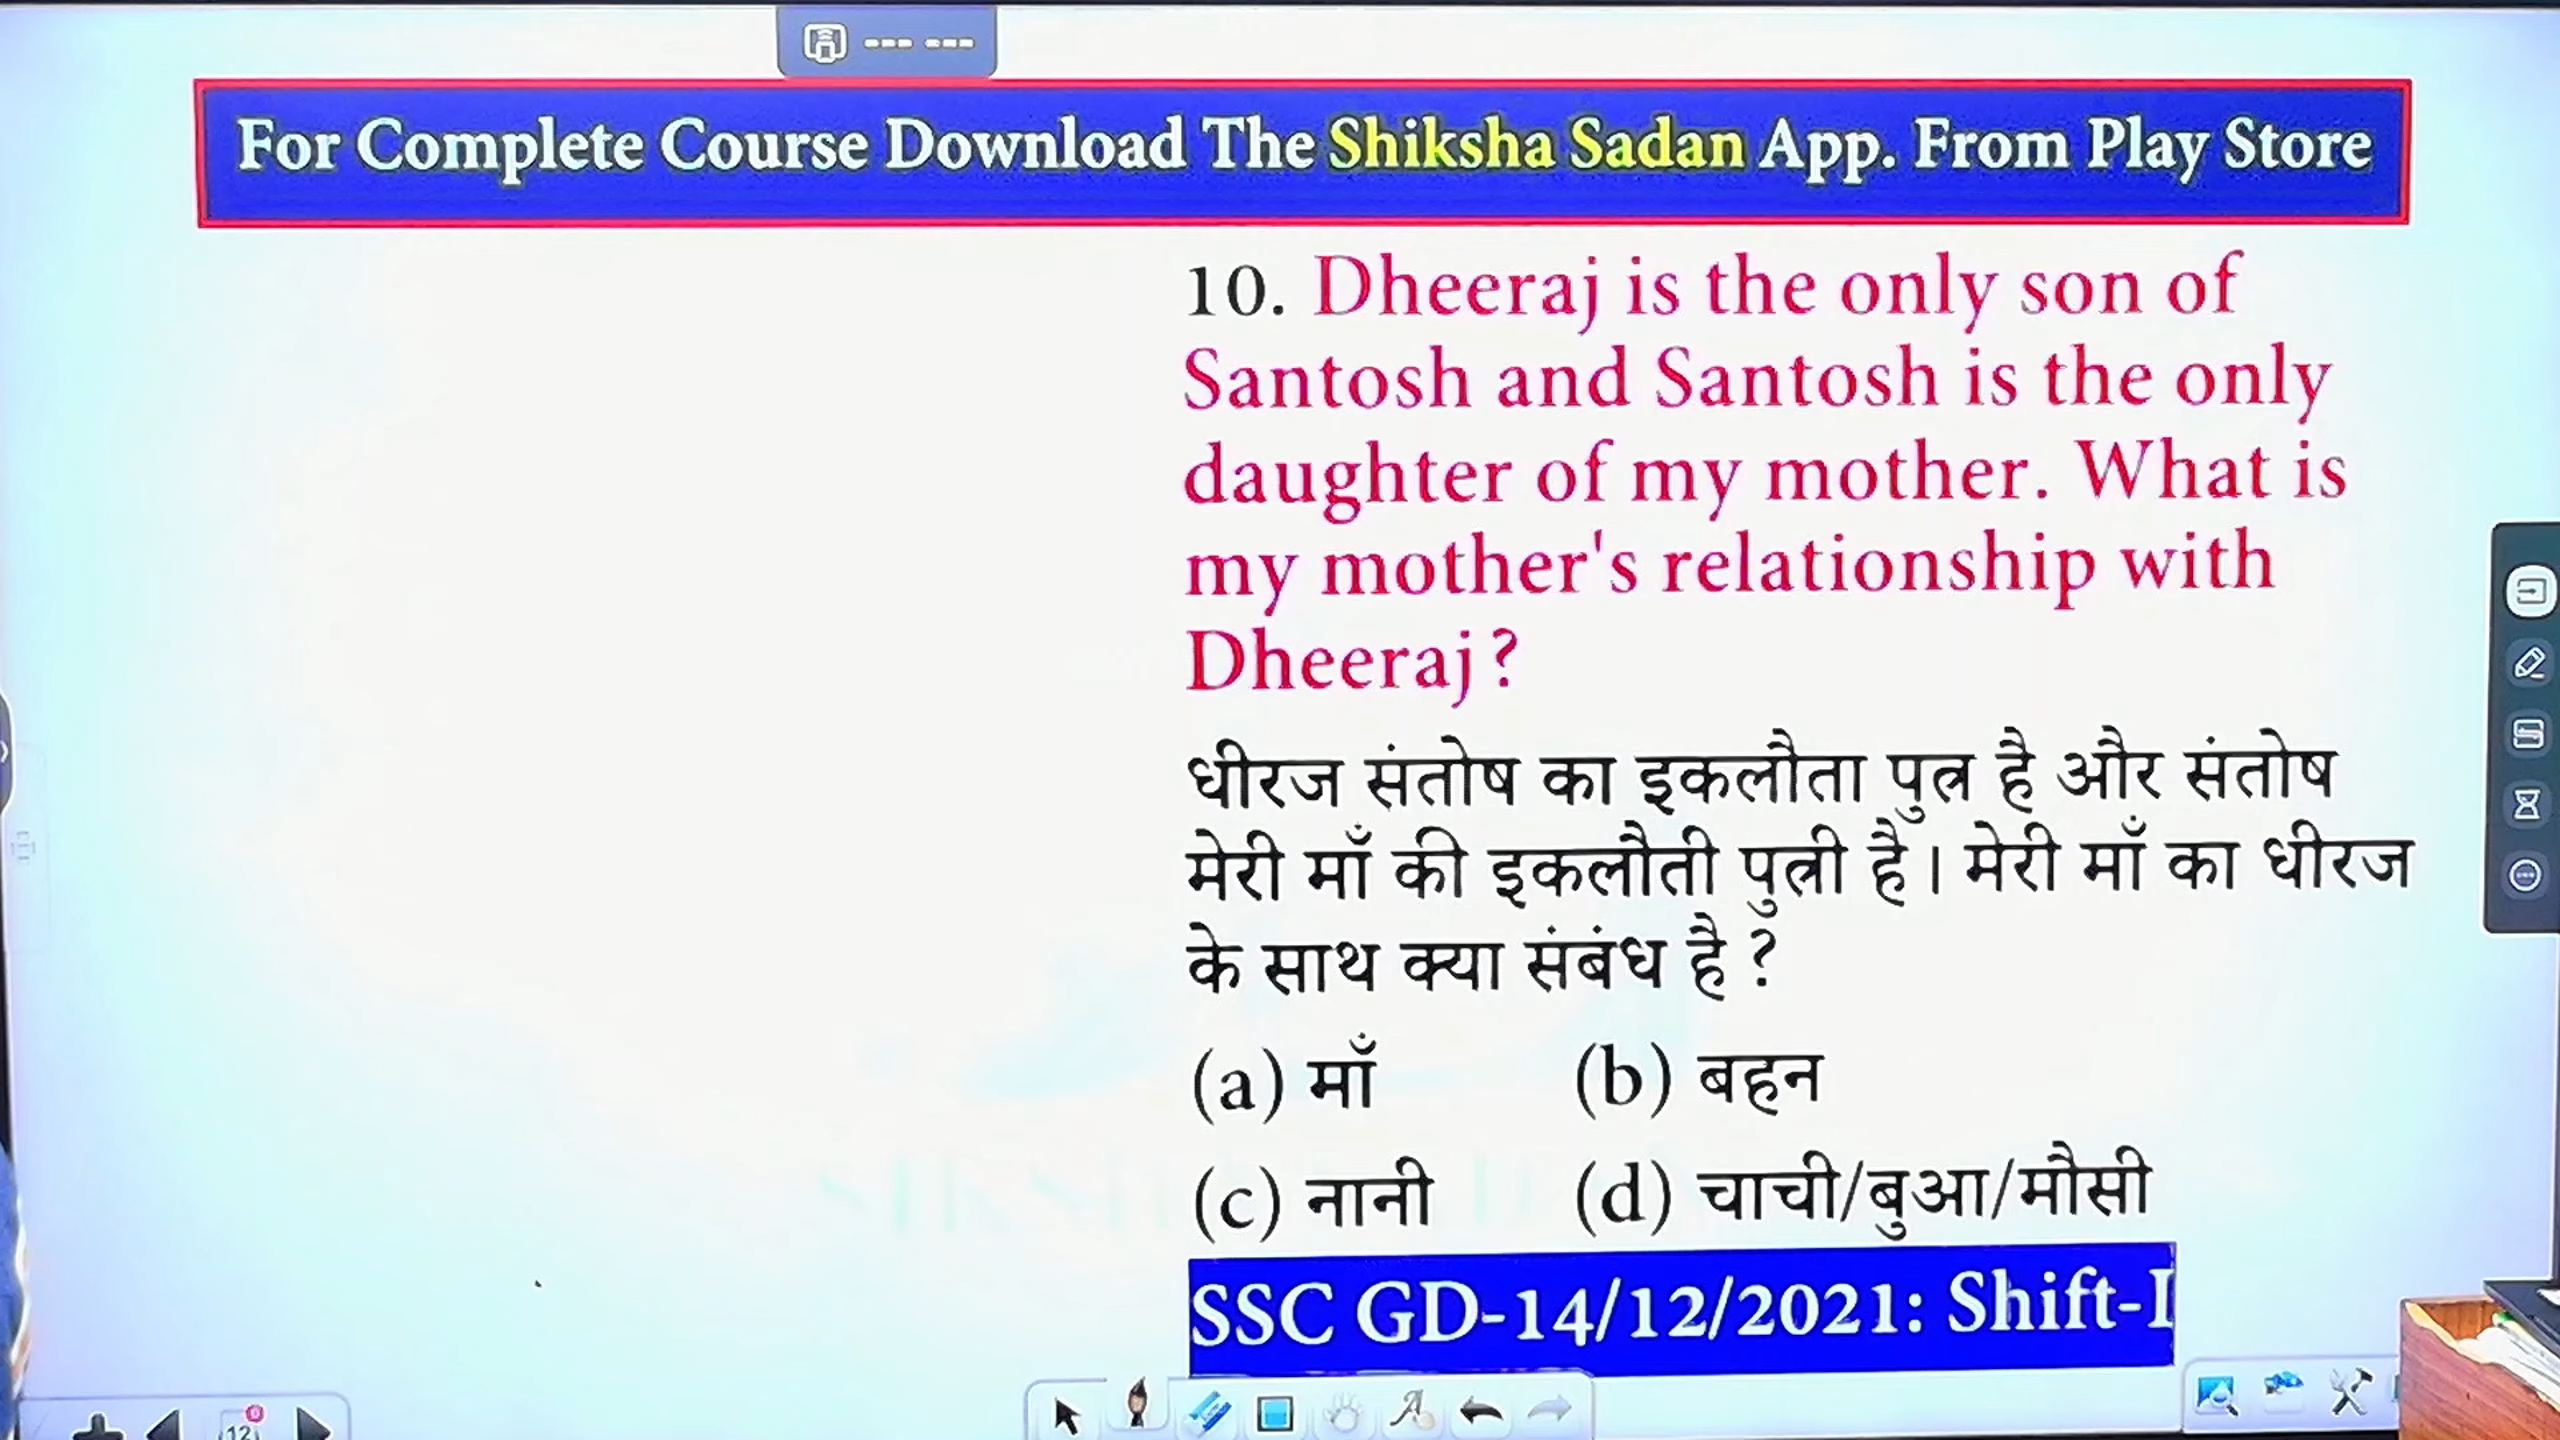 For Complete Course Download The Shiksha Sadan App. From Play Store
10. Dheeraj is the only son of
Santosh and Santosh is the only
daughter of my mother. What is
my mother's relationship with
Dheeraj?
धीरज संतोष का इकलौता पुत्र है और संतोष
मेरी माँ की इकलौती पुत्री है। मेरी माँ का धीरज
के साथ क्या संबंध है?
(a) माँ (b) बहन
(c) नानी (d) चाची/बुआ/मौसी
SSC GD-14/12/2021: Shift-I
12